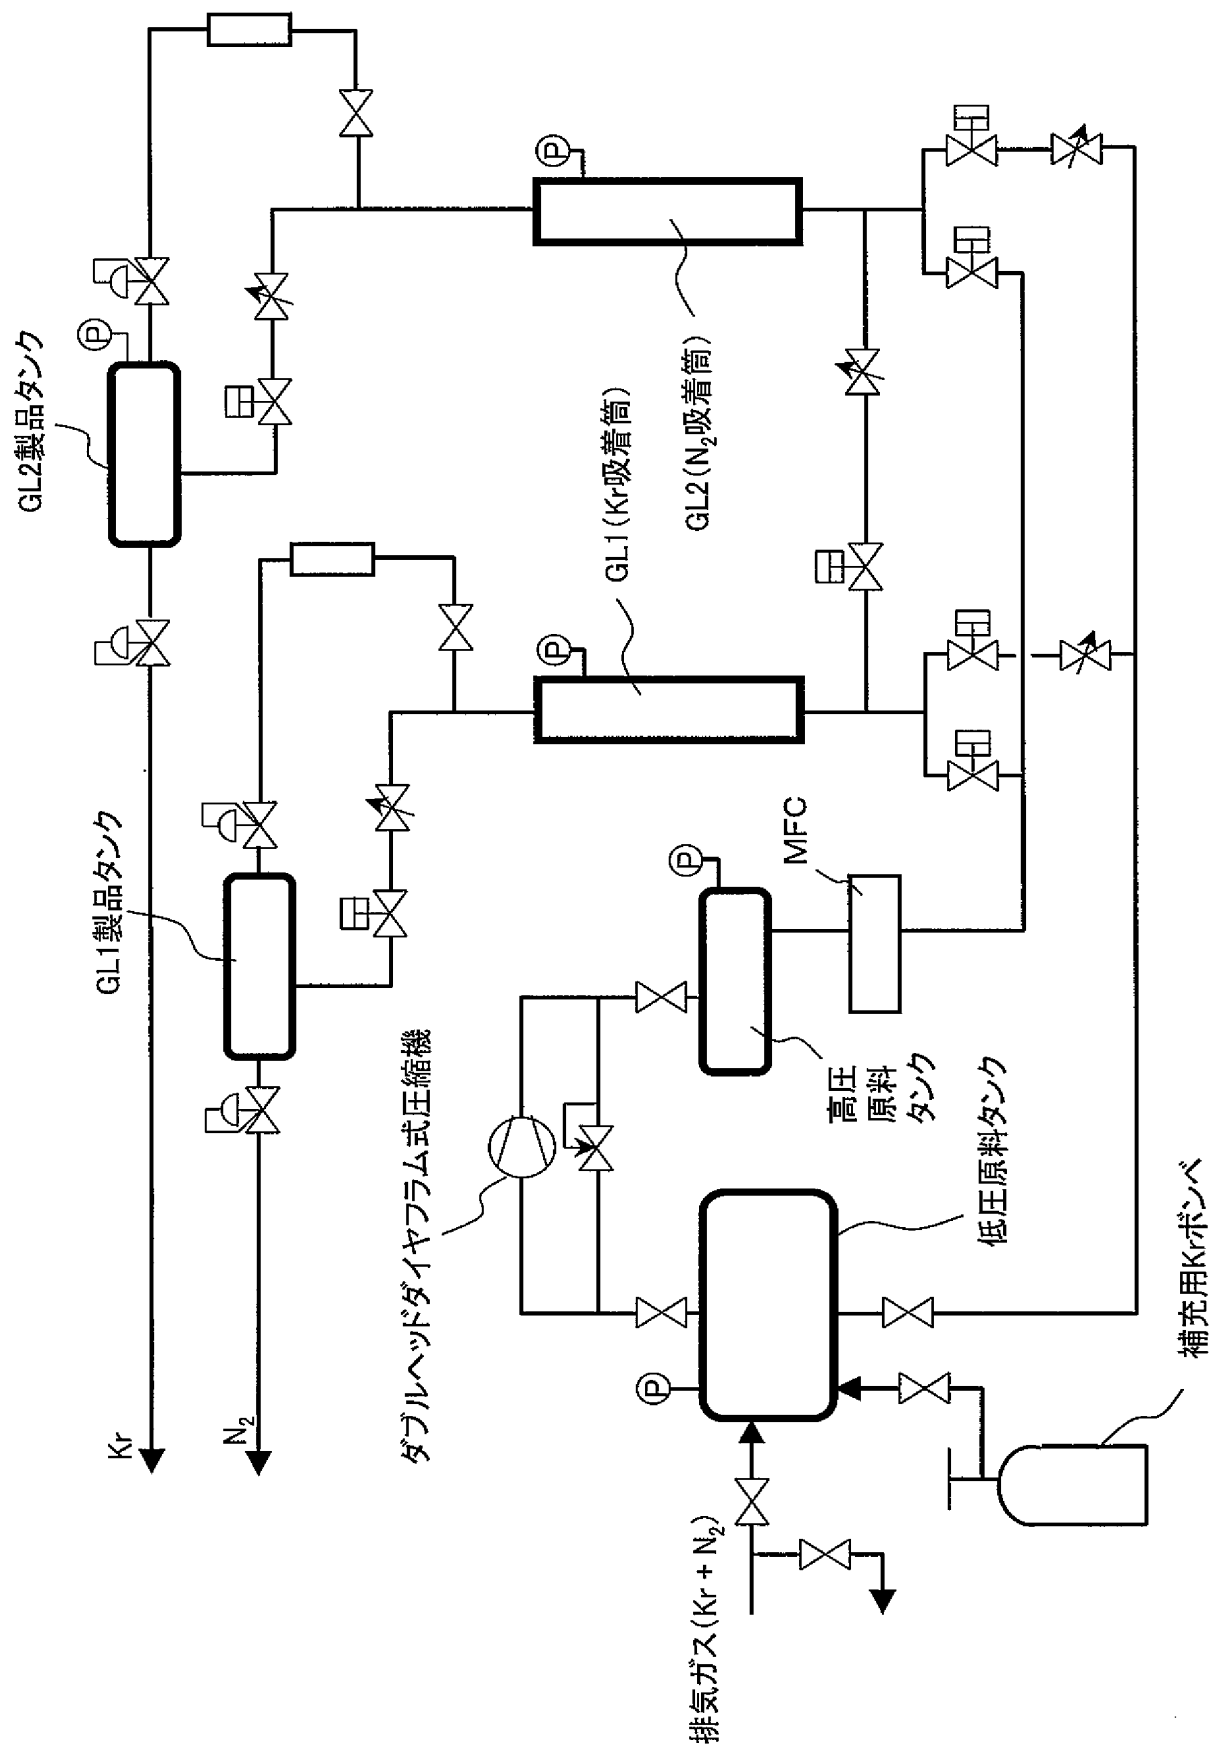 GL2製品タンク
P
GL1製品タンク
Kr
N2
P
GL2(N2吸着筒)
GL1(Kr吸着筒)
P
ダブルヘッドダイヤフラム式圧縮機
P
MFC
高圧
原料
タンク
低圧原料タンク
P
補充用Krボンベ
排気ガス(Kr + N2)